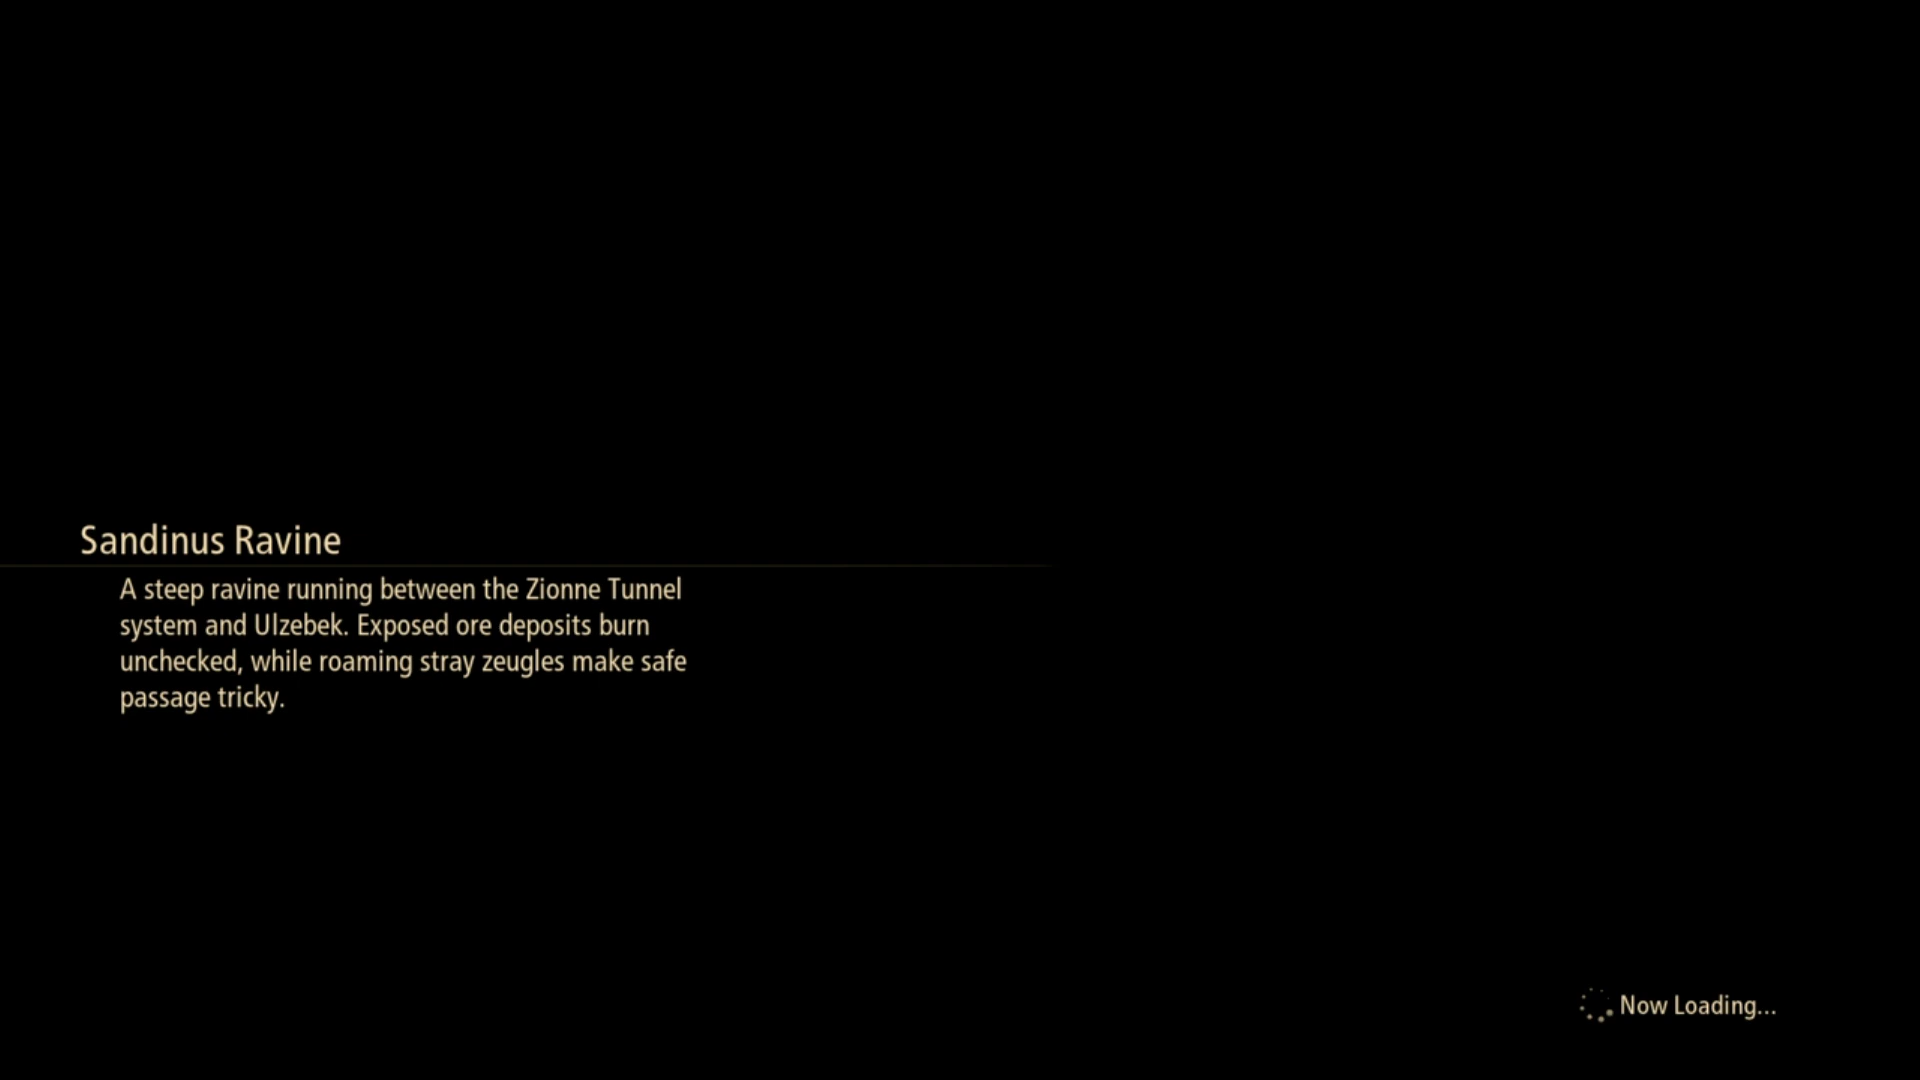 Sandinus Ravine
A steep ravine running between the Zionne Tunnel
system and Ulzebek. Exposed ore deposits burn
unchecked, while roaming stray zeugles make safe
passage tricky.
Now Loading...